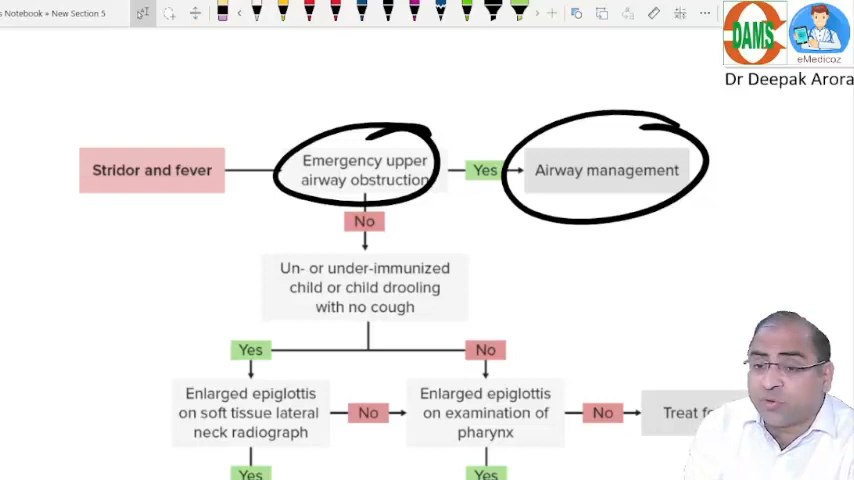 s Notebook » New Section 5
DAMS
eMedicoz
Dr Deepak Arora
Stridor and fever
Emergency upper
airway obstruction
Yes
Airway management
No
Un- or under-immunized
child or child drooling
with no cough
Yes
No
Enlarged epiglottis
on soft tissue lateral
neck radiograph
No
Enlarged epiglottis
on examination of
pharynx
No
Treat
Yes
Yes